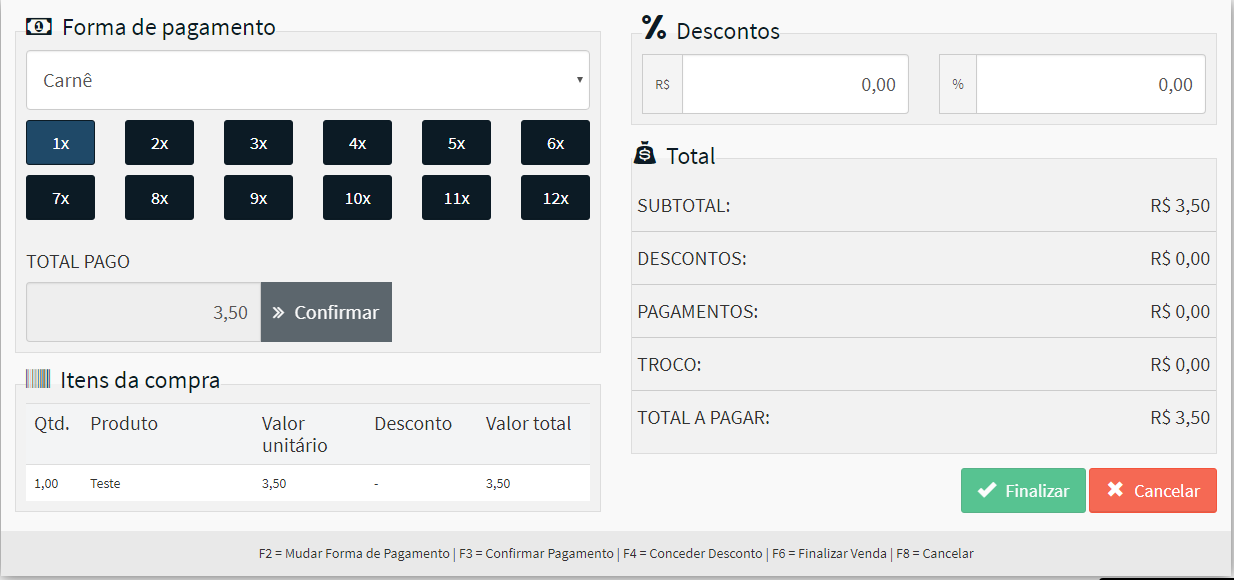 Forma de pagamento
Carnê
1x 2x 3x 4x 5x 6x
7x 8x 9x 10x 11x 12x
TOTAL PAGO
3,50 » Confirmar
Itens da compra
Qtd. Produto Valor unitário Desconto Valor total
1,00 Teste 3,50 - 3,50
% Descontos
R$ 0,00 % 0,00
Total
SUBTOTAL: R$ 3,50
DESCONTOS: R$ 0,00
PAGAMENTOS: R$ 0,00
TROCO: R$ 0,00
TOTAL A PAGAR: R$ 3,50
Finalizar Cancelar
F2 = Mudar Forma de Pagamento | F3 = Confirmar Pagamento | F4 = Conceder Desconto | F6 = Finalizar Venda | F8 = Cancelar